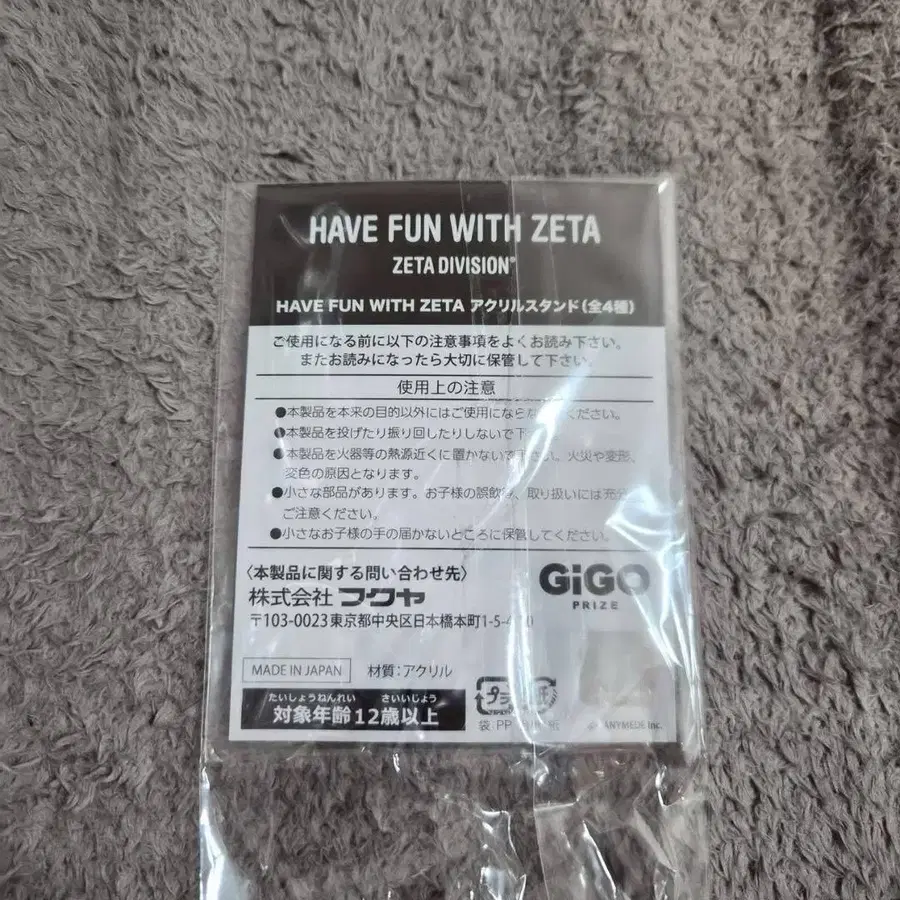 HAVE FUN WITH ZETA
ZETA DIVISION®
HAVE FUN WITH ZETA アクリルスタンド(全4種)
ご使用になる前に以下の注意事項をよくお読み下さい。
またお読みになったら大切に保管して下さい。
使用上の注意
●本製品を本来の目的以外にはご使用になら ください。
●本製品を投げたり振り回したりしないで下
●本製品を火器等の熱源近くに置かないで下さい。火災や変形、
変色の原因となります。
●小さな部品があります。お子様の誤飲等、取り扱いには充分
ご注意ください。
●小さなお子様の手の届かないところに保管してください。
〈本製品に関する問い合わせ先〉
株式会社 フクヤ
〒103-0023東京都中央区日本橋本町1-5-4
GiGO
PRIZE
MADE IN JAPAN
材質:アクリル
たいしょうねんれい さいいじょう
対象年齢12歳以上
プラ 紙
袋:PP 紙
ANYMEDE Inc.